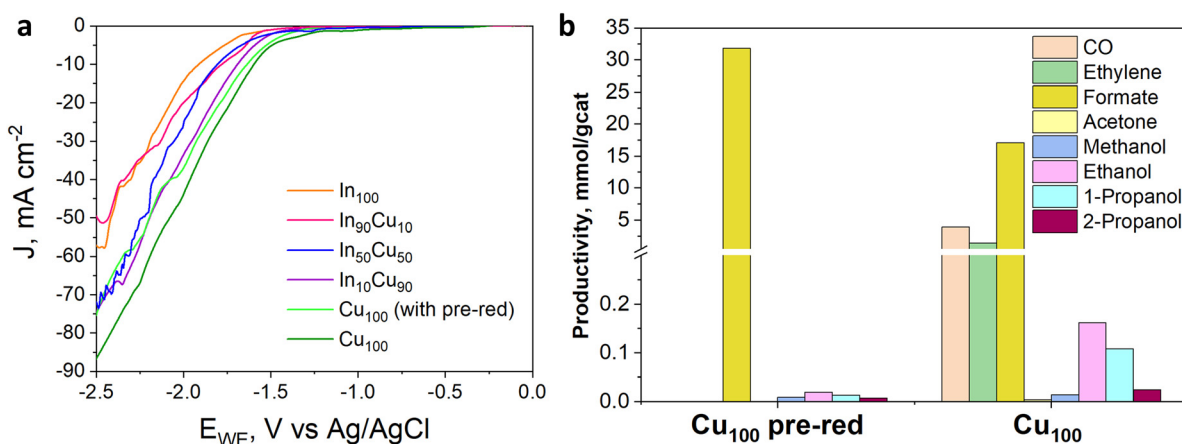 a
J, mA cm⁻²
0
-10
-20
-30
-40
-50
-60
-70
-80
-90
-2.5
-2.0
-1.5
-1.0
-0.5
0.0
E_WE, V vs Ag/AgCl
In₁₀₀
In₉₀Cu₁₀
In₅₀Cu₅₀
In₁₀Cu₉₀
Cu₁₀₀ (with pre-red)
Cu₁₀₀
b
Productivity, mmol/gcat
35
30
25
20
15
10
5
0.2
0.1
0.0
Cu₁₀₀ pre-red
Cu₁₀₀
CO
Ethylene
Formate
Acetone
Methanol
Ethanol
1-Propanol
2-Propanol